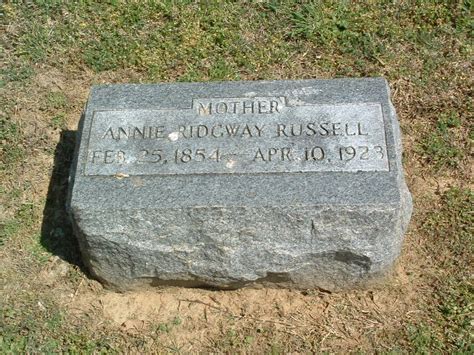 MOTHER
ANNIE RIDGWAY RUSSELL
FEB. 25, 1854 - APR. 10, 1923